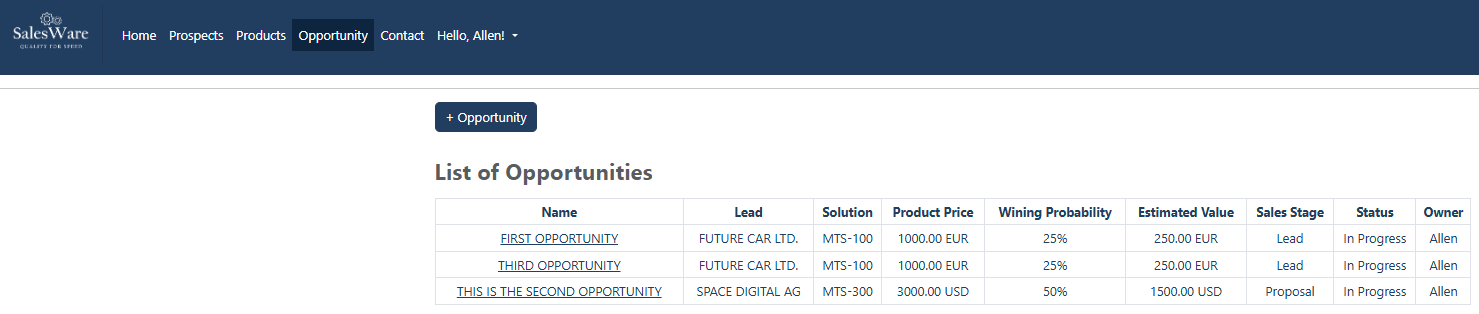 SalesWare
QUALITY FOR SPEED
Home Prospects Products Opportunity Contact Hello, Allen!
+ Opportunity
List of Opportunities
Name Lead Solution Product Price Wining Probability Estimated Value Sales Stage Status Owner
FIRST OPPORTUNITY FUTURE CAR LTD. MTS-100 1000.00 EUR 25% 250.00 EUR Lead In Progress Allen
THIRD OPPORTUNITY FUTURE CAR LTD. MTS-100 1000.00 EUR 25% 250.00 EUR Lead In Progress Allen
THIS IS THE SECOND OPPORTUNITY SPACE DIGITAL AG MTS-300 3000.00 USD 50% 1500.00 USD Proposal In Progress Allen